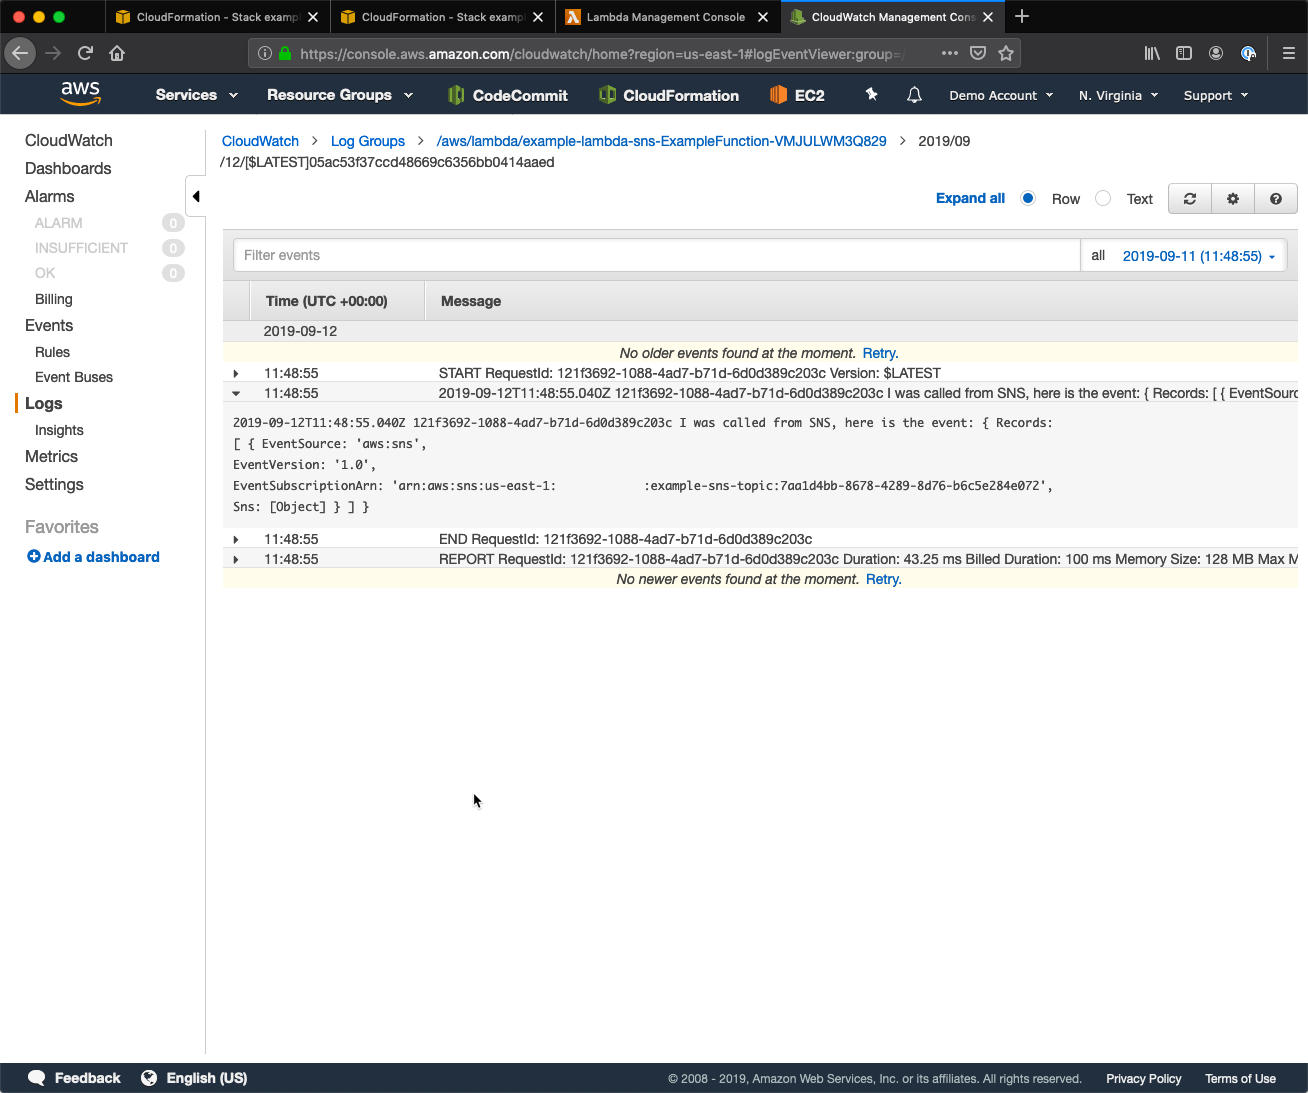 CloudFormation - Stack exampl
CloudFormation - Stack exampl
Lambda Management Console
CloudWatch Management Cons
https://console.aws.amazon.com/cloudwatch/home?region=us-east-1#logEventViewer:group=/
aws
Services
Resource Groups
CodeCommit
CloudFormation
EC2
Demo Account
N. Virginia
Support
CloudWatch
Dashboards
Alarms
ALARM 0
INSUFFICIENT 0
OK 0
Billing
Events
Rules
Event Buses
Logs
Insights
Metrics
Settings
Favorites
Add a dashboard
CloudWatch > Log Groups > /aws/lambda/example-lambda-sns-ExampleFunction-VMJULWM3Q829 > 2019/09
/12/[$LATEST]05ac53f37ccd48669c6356bb0414aaed
Expand all Row Text
Filter events
all 2019-09-11 (11:48:55)
Time (UTC +00:00) Message
2019-09-12
No older events found at the moment. Retry.
11:48:55 START RequestId: 121f3692-1088-4ad7-b71d-6d0d389c203c Version: $LATEST
11:48:55 2019-09-12T11:48:55.040Z 121f3692-1088-4ad7-b71d-6d0d389c203c I was called from SNS, here is the event: { Records: [ { EventSourc
2019-09-12T11:48:55.040Z 121f3692-1088-4ad7-b71d-6d0d389c203c I was called from SNS, here is the event: { Records:
[ { EventSource: 'aws:sns',
EventVersion: '1.0',
EventSubscriptionArn: 'arn:aws:sns:us-east-1: :example-sns-topic:7aa1d4bb-8678-4289-8d76-b6c5e284e072',
Sns: [Object] } ] }
11:48:55 END RequestId: 121f3692-1088-4ad7-b71d-6d0d389c203c
11:48:55 REPORT RequestId: 121f3692-1088-4ad7-b71d-6d0d389c203c Duration: 43.25 ms Billed Duration: 100 ms Memory Size: 128 MB Max M
No newer events found at the moment. Retry.
Feedback
English (US)
© 2008 - 2019, Amazon Web Services, Inc. or its affiliates. All rights reserved.
Privacy Policy
Terms of Use